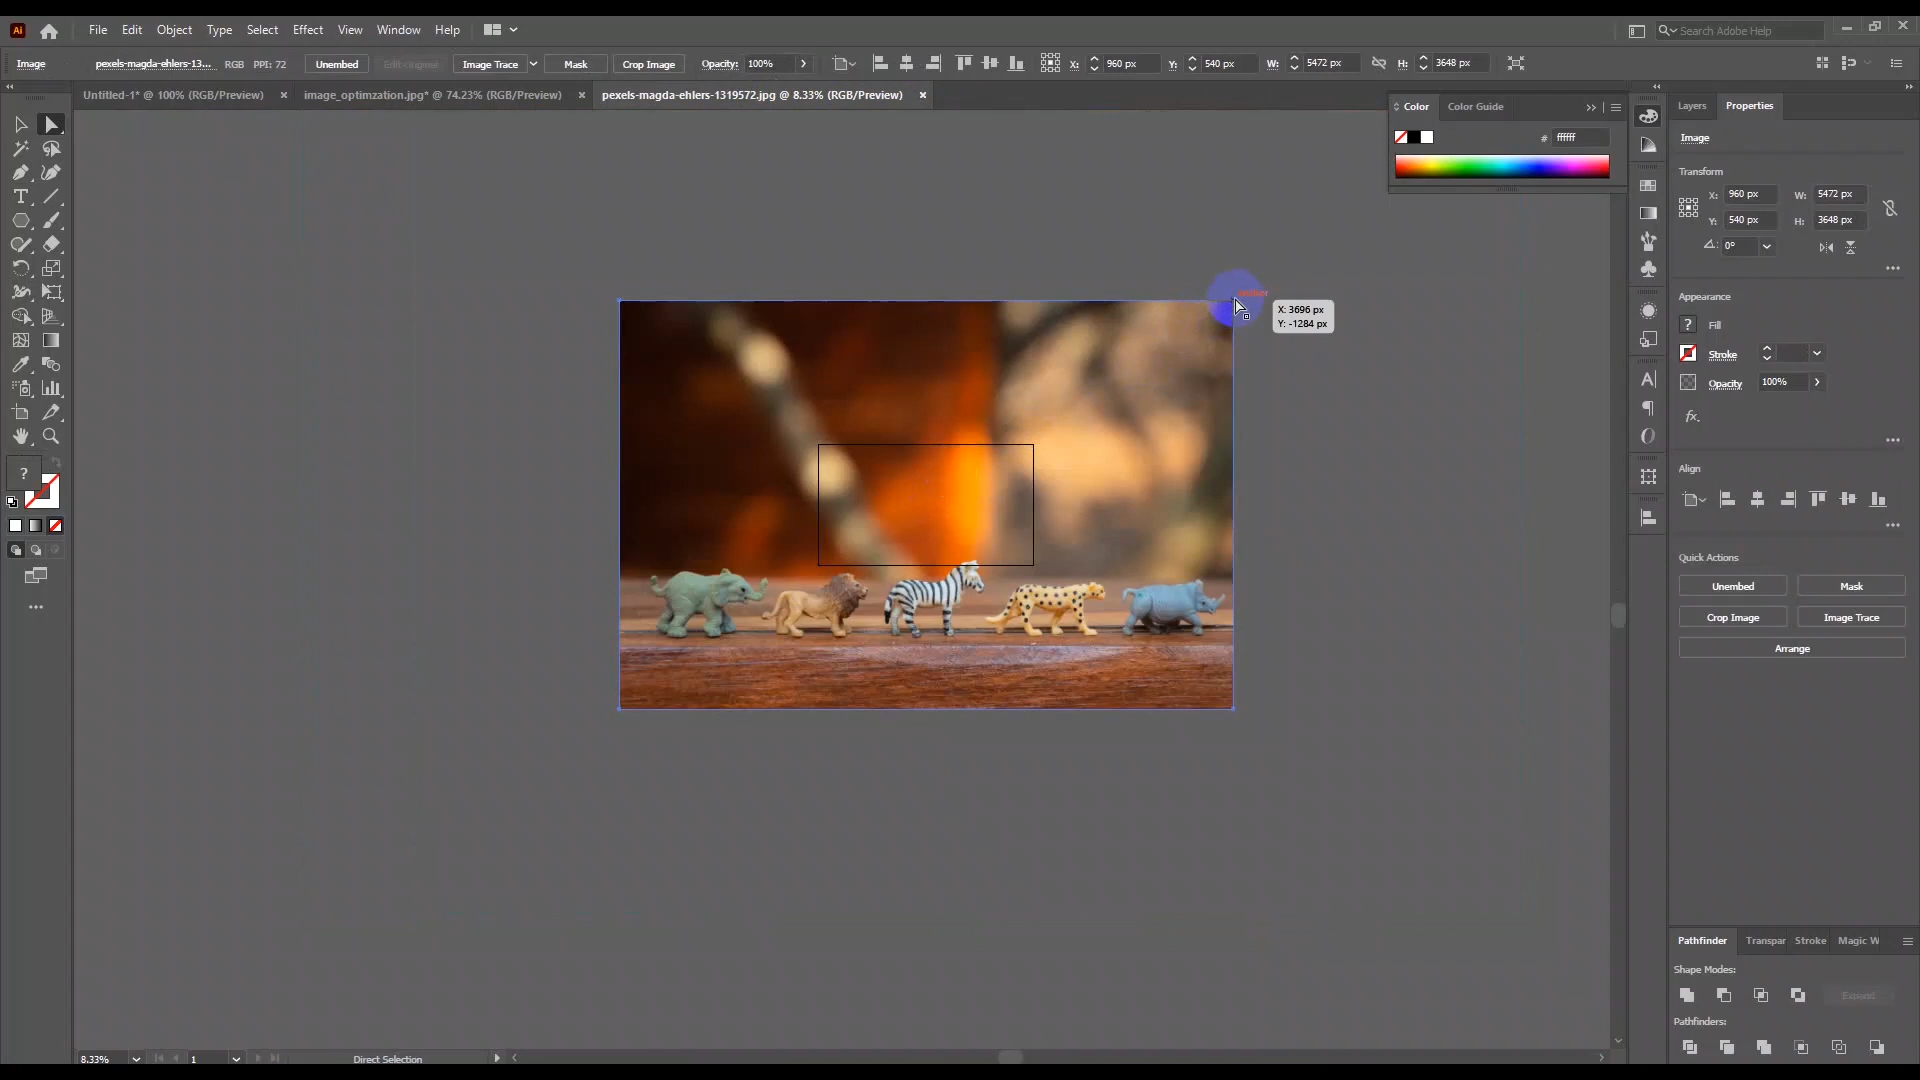 Ai File Edit Object Type Select Effect View Window Help Search Adobe Help
Image pexels-magda-ehlers-13... RGB PPI: 72 Unembed Edit Original Image Trace Mask Crop Image Opacity: 100% X: 960 px Y: 540 px W: 5472 px H: 3648 px
Untitled-1* @ 100% (RGB/Preview) × image_optimzation.jpg* @ 74.23% (RGB/Preview) × pexels-magda-ehlers-1319572.jpg @ 8.33% (RGB/Preview) ×
Color Color Guide
# ffffff
Layers Properties
Image
Transform
X: 960 px W: 5472 px
Y: 540 px H: 3648 px
0°
X: 3696 px
Y: -1284 px
Appearance
? Fill
Stroke
Opacity 100%
fx.
Align
?
Quick Actions
Unembed Mask
Crop Image Image Trace
Arrange
Pathfinder Transpar Stroke Magic W
Shape Modes:
Expand
Pathfinders:
8.33% 1 Direct Selection